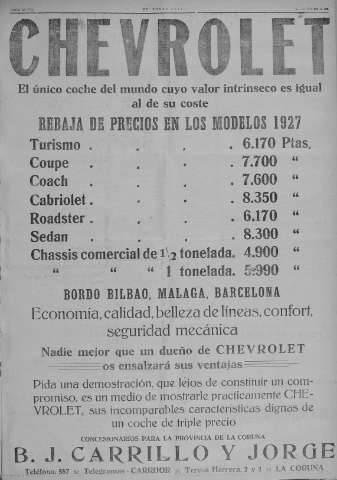 CHEVROLET
El único coche del mundo cuyo valor intrínseco es igual
al de su coste
REBAJA DE PRECIOS EN LOS MODELOS 1927
Turismo . . . . 6.170 Ptas.
Coupe . . . . 7.700 “
Coach . . . . 7.600 “
Cabriolet . . . . 8.350 “
Roadster . . . . 6.170 “
Sedan . . . . 8.300 “
Chassis comercial de 1/2 tonelada. 4.900 “
“ “ “ 1 tonelada. 5.990 “
BORDO BILBAO, MALAGA, BARCELONA
Economía, calidad, belleza de líneas, confort,
seguridad mecánica
Nadie mejor que un dueño de CHEVROLET
os ensalzará sus ventajas
Pida una demostración, que lejos de constituir un com-
promiso, es un medio de mostrarle practicamente CHE-
VROLET, sus incomparables caracteristicas dignas de
un coche de triple precio
CONCESIONARIOS PARA LA PROVINCIA DE LA CORUÑA
B. J. CARRILLO Y JORGE
Teléfono, 557 Telegramas-CARRIJOR Teresa Herrera, 2 y 3 LA CORUÑA